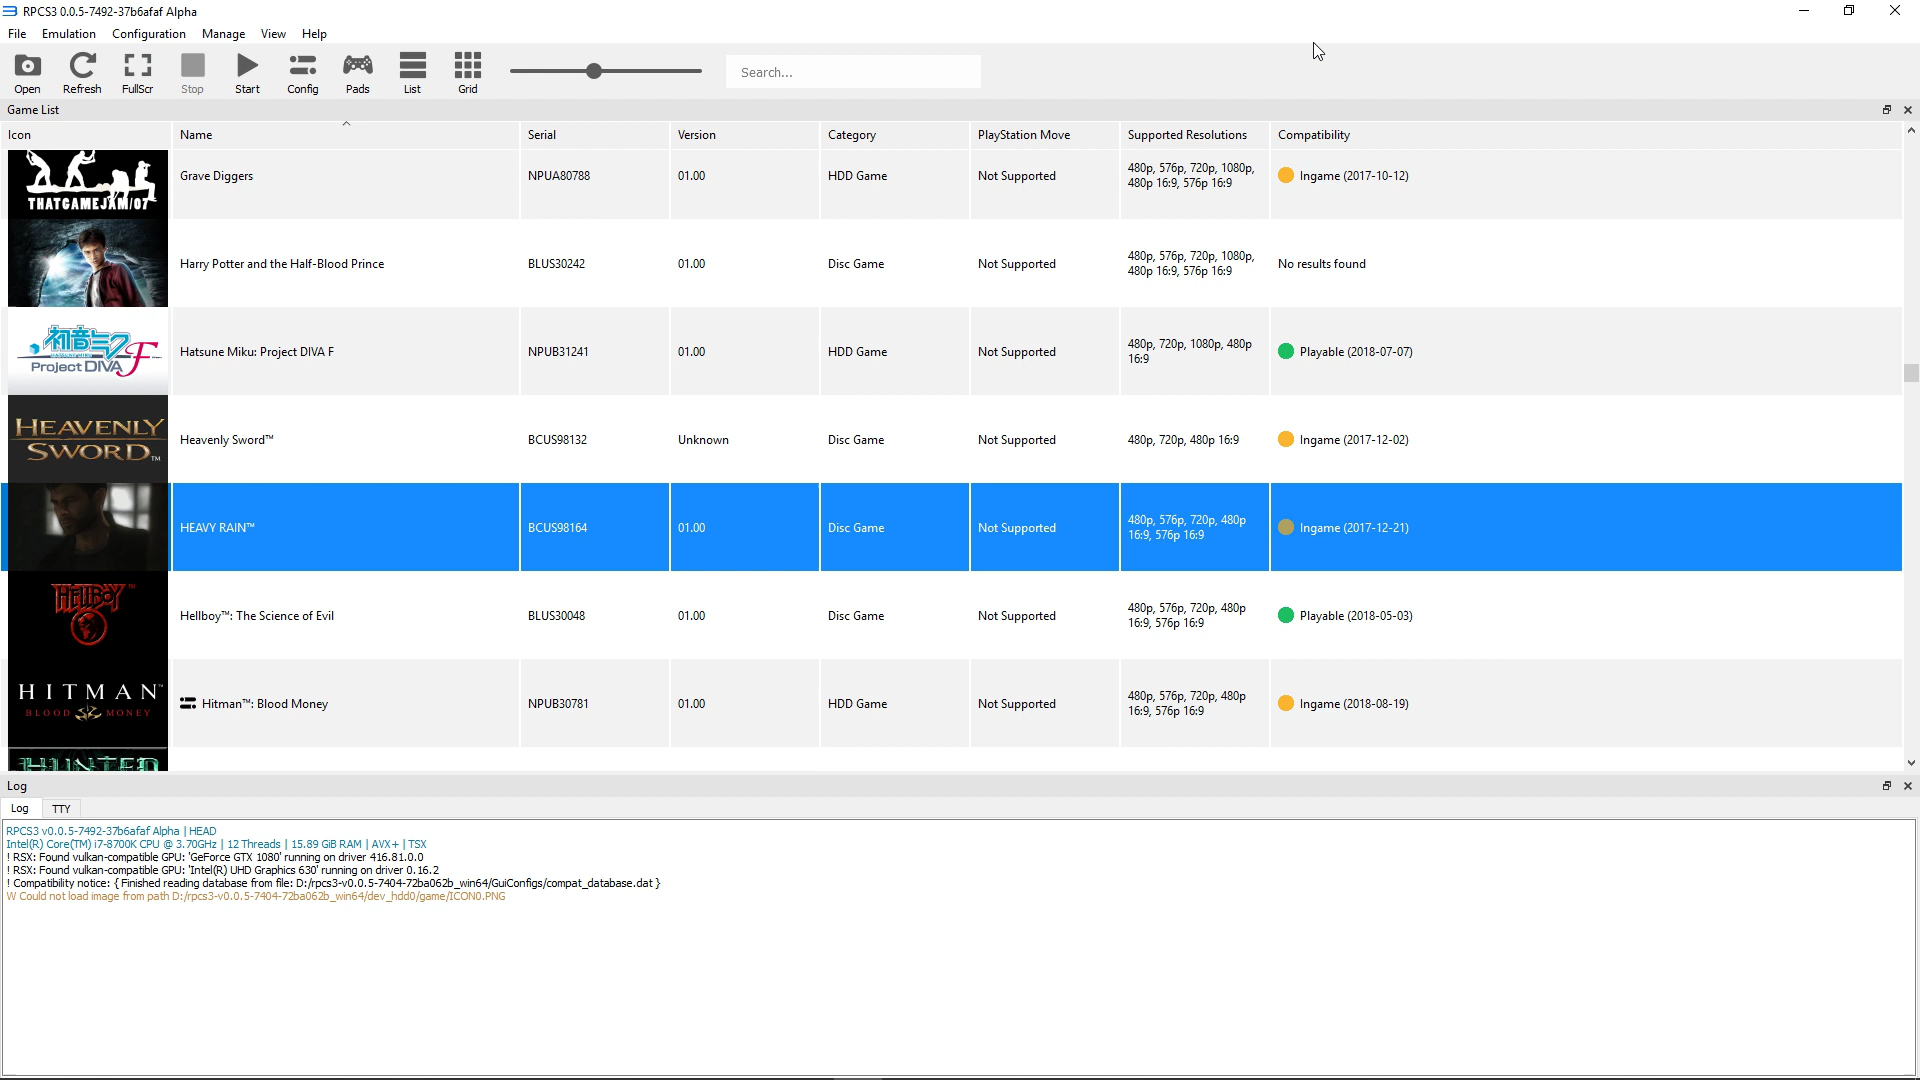 RPCS3 0.0.5-7492-37b6afaf Alpha
File Emulation Configuration Manage View Help
Open Refresh FullScr Stop Start Config Pads List Grid Search...
Game List
Icon Name Serial Version Category PlayStation Move Supported Resolutions Compatibility
THATGAMEJAM/07
Grave Diggers NPUA80788 01.00 HDD Game Not Supported 480p, 576p, 720p, 1080p, Ingame (2017-10-12)
480p 16:9, 576p 16:9
Harry Potter and the Half-Blood Prince BLUS30242 01.00 Disc Game Not Supported 480p, 576p, 720p, 1080p, No results found
480p 16:9, 576p 16:9
初音ミク
Project DIVA F
Hatsune Miku: Project DIVA F NPUB31241 01.00 HDD Game Not Supported 480p, 720p, 1080p, 480p Playable (2018-07-07)
16:9
HEAVENLY
SWORD™
Heavenly Sword™ BCUS98132 Unknown Disc Game Not Supported 480p, 720p, 480p 16:9 Ingame (2017-12-02)
HEAVY RAIN™ BCUS98164 01.00 Disc Game Not Supported 480p, 576p, 720p, 480p Ingame (2017-12-21)
16:9, 576p 16:9
HELLBOY™
Hellboy™: The Science of Evil BLUS30048 01.00 Disc Game Not Supported 480p, 576p, 720p, 480p Playable (2018-05-03)
16:9, 576p 16:9
HITMAN™
BLOOD MONEY
Hitman™: Blood Money NPUB30781 01.00 HDD Game Not Supported 480p, 576p, 720p, 480p Ingame (2018-08-19)
16:9, 576p 16:9
HUNTED
Log
Log TTY
RPCS3 v0.0.5-7492-37b6afaf Alpha | HEAD
Intel(R) Core(TM) i7-8700K CPU @ 3.70GHz | 12 Threads | 15.89 GiB RAM | AVX+ | TSX
! RSX: Found vulkan-compatible GPU: 'GeForce GTX 1080' running on driver 416.81.0.0
! RSX: Found vulkan-compatible GPU: 'Intel(R) UHD Graphics 630' running on driver 0.16.2
! Compatibility notice: { Finished reading database from file: D:/rpcs3-v0.0.5-7404-72ba062b_win64/GuiConfigs/compat_database.dat }
W Could not load image from path D:/rpcs3-v0.0.5-7404-72ba062b_win64/dev_hdd0/game/ICON0.PNG